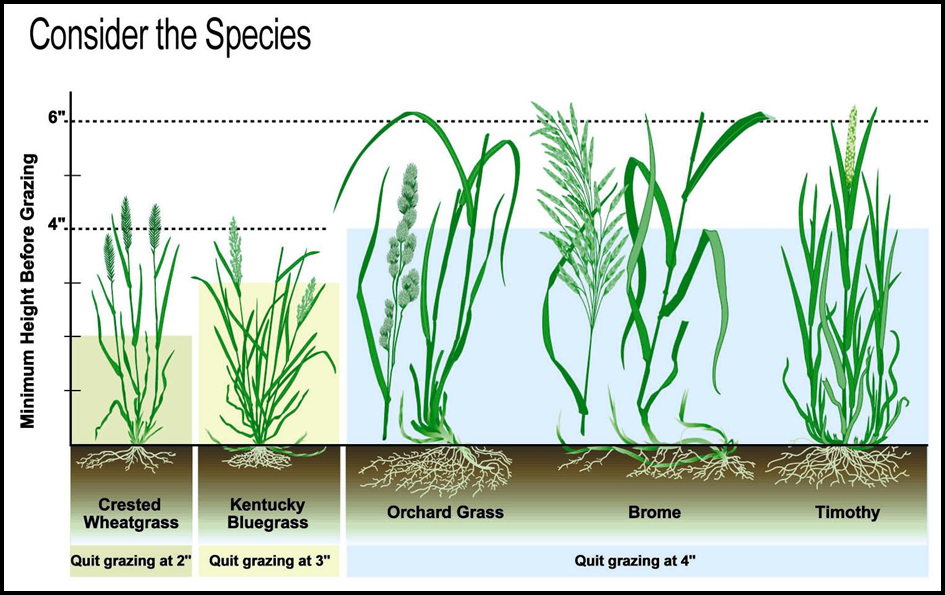 Consider the Species
Minimum Height Before Grazing
6"
4"
Crested
Wheatgrass
Kentucky
Bluegrass
Orchard Grass
Brome
Timothy
Quit grazing at 2"
Quit grazing at 3"
Quit grazing at 4"